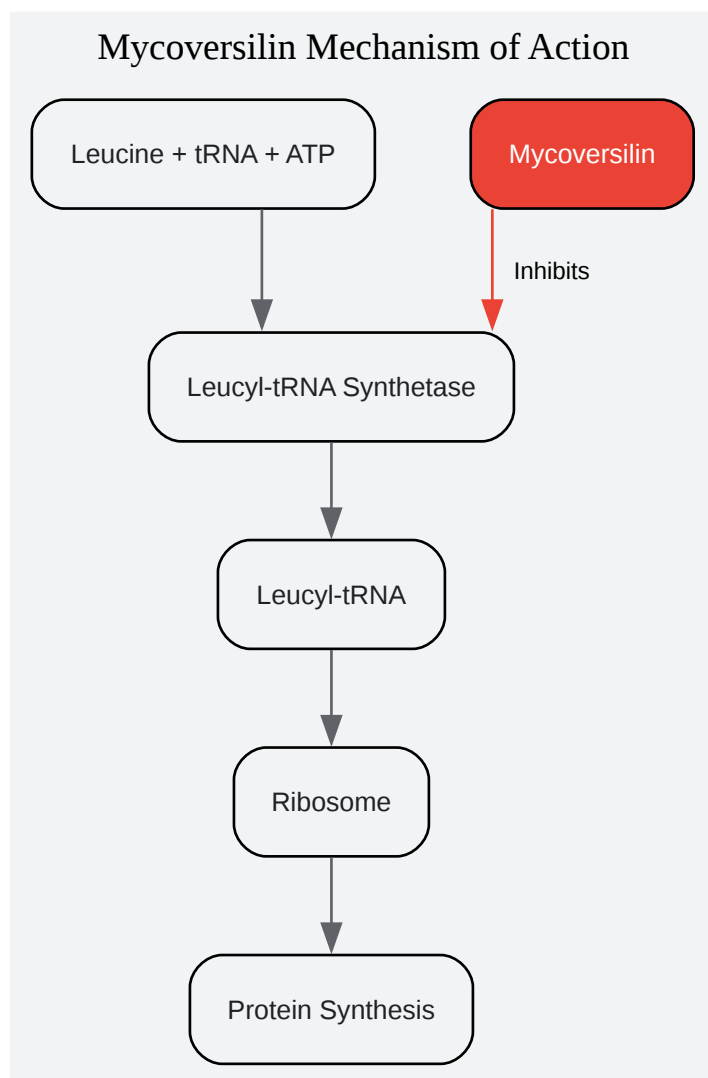 Mycoversilin Mechanism of Action
Leucine + tRNA + ATP
Mycoversilin
Inhibits
Leucyl-tRNA Synthetase
Leucyl-tRNA
Ribosome
Protein Synthesis